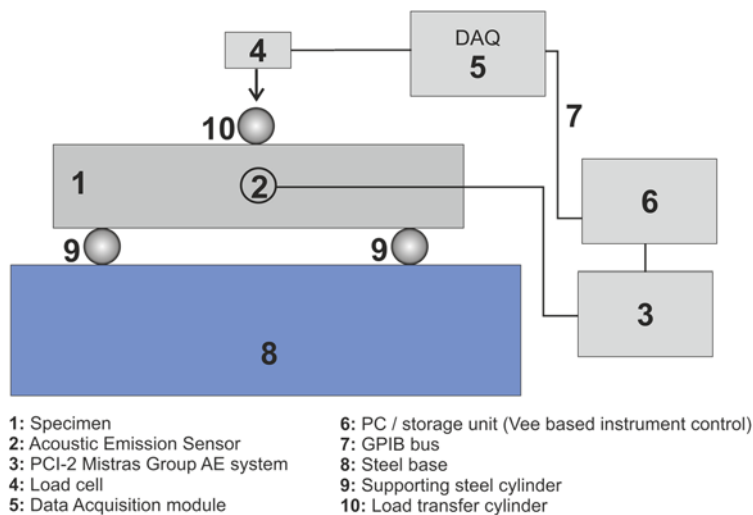 4
DAQ
5
10
7
1
2
6
9
9
3
8
1: Specimen
2: Acoustic Emission Sensor
3: PCI-2 Mistras Group AE system
4: Load cell
5: Data Acquisition module
6: PC / storage unit (Vee based instrument control)
7: GPIB bus
8: Steel base
9: Supporting steel cylinder
10: Load transfer cylinder